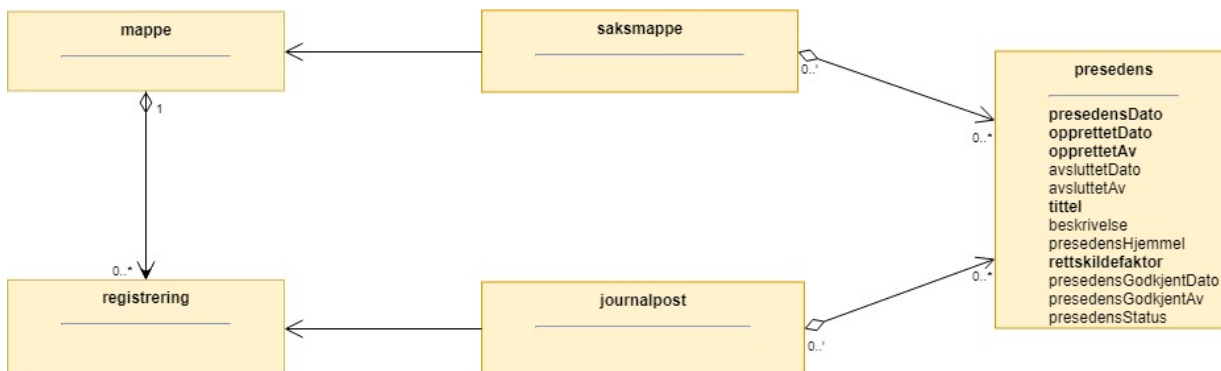 mappe
saksmappe
presedens
1
0..'
0..*
presedensDato
opprettetDato
opprettetAv
avsluttetDato
avsluttetAv
tittel
beskrivelse
presedensHjemmel
rettskildefaktor
presedensGodkjentDato
presedensGodkjentAv
presedensStatus
0..*
registrering
journalpost
0..'
0..*